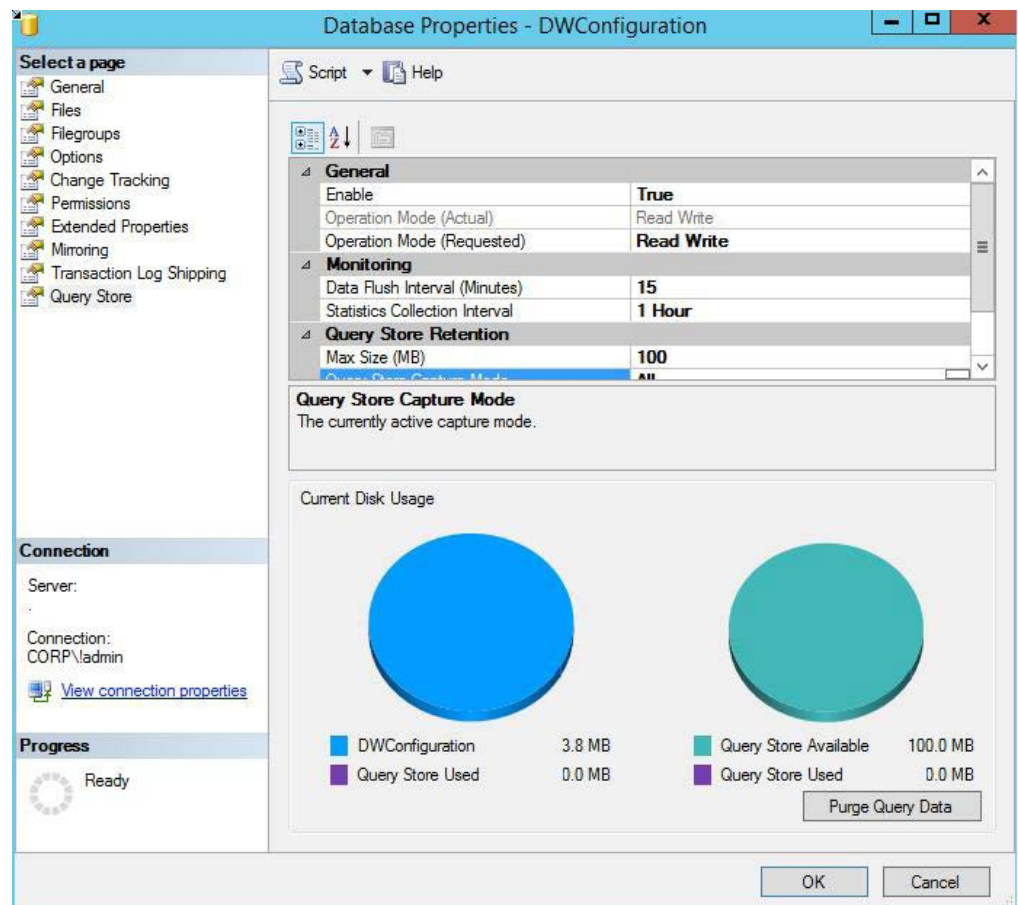 Database Properties - DWConfiguration
Select a page
General
Files
Filegroups
Options
Change Tracking
Permissions
Extended Properties
Mirroring
Transaction Log Shipping
Query Store
Script Help
General
Enable True
Operation Mode (Actual) Read Write
Operation Mode (Requested) Read Write
Monitoring
Data Flush Interval (Minutes) 15
Statistics Collection Interval 1 Hour
Query Store Retention
Max Size (MB) 100
Query Store Capture Mode All
Query Store Capture Mode
The currently active capture mode.
Current Disk Usage
DWConfiguration 3.8 MB
Query Store Used 0.0 MB
Query Store Available 100.0 MB
Query Store Used 0.0 MB
Purge Query Data
Connection
Server:
.
Connection:
CORP\!admin
View connection properties
Progress
Ready
OK Cancel